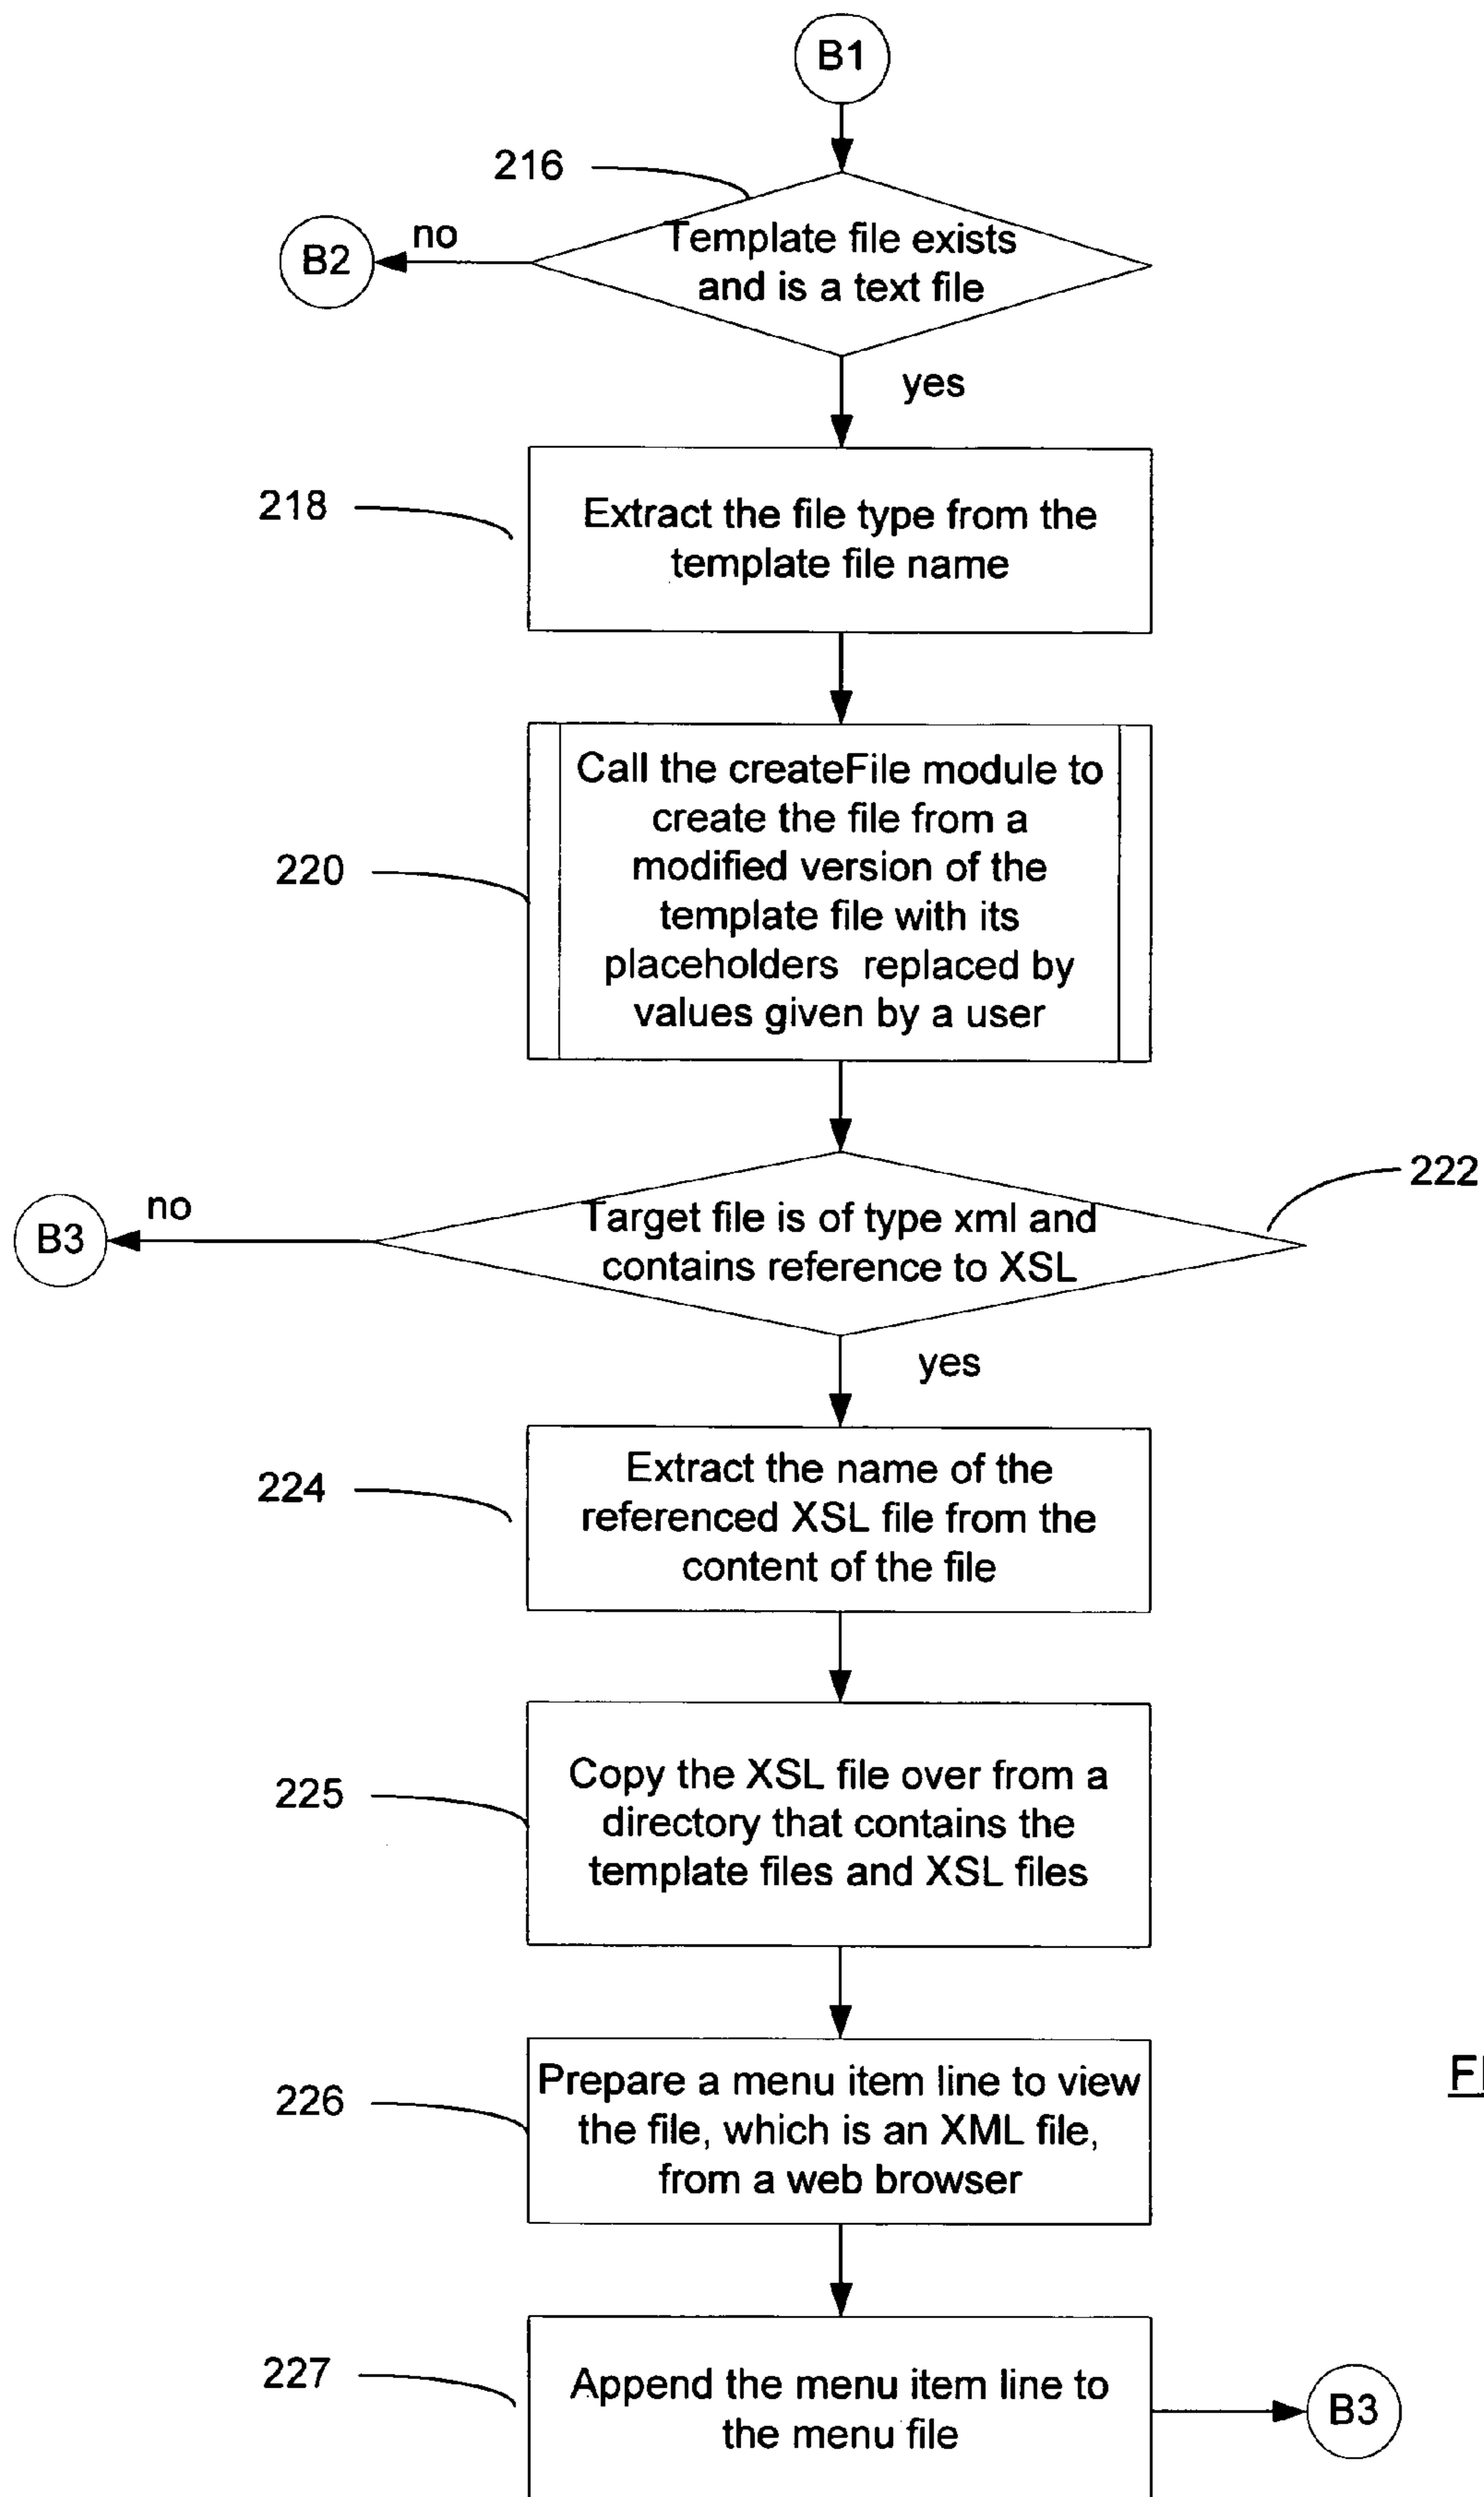 B1
216
Template file exists
and is a text file
no
B2
yes
218
Extract the file type from the
template file name
220
Call the createFile module to
create the file from a
modified version of the
template file with its
placeholders replaced by
values given by a user
222
Target file is of type xml and
contains reference to XSL
no
B3
yes
224
Extract the name of the
referenced XSL file from the
content of the file
225
Copy the XSL file over from a
directory that contains the
template files and XSL files
226
Prepare a menu item line to view
the file, which is an XML file,
from a web browser
227
Append the menu item line to
the menu file
B3